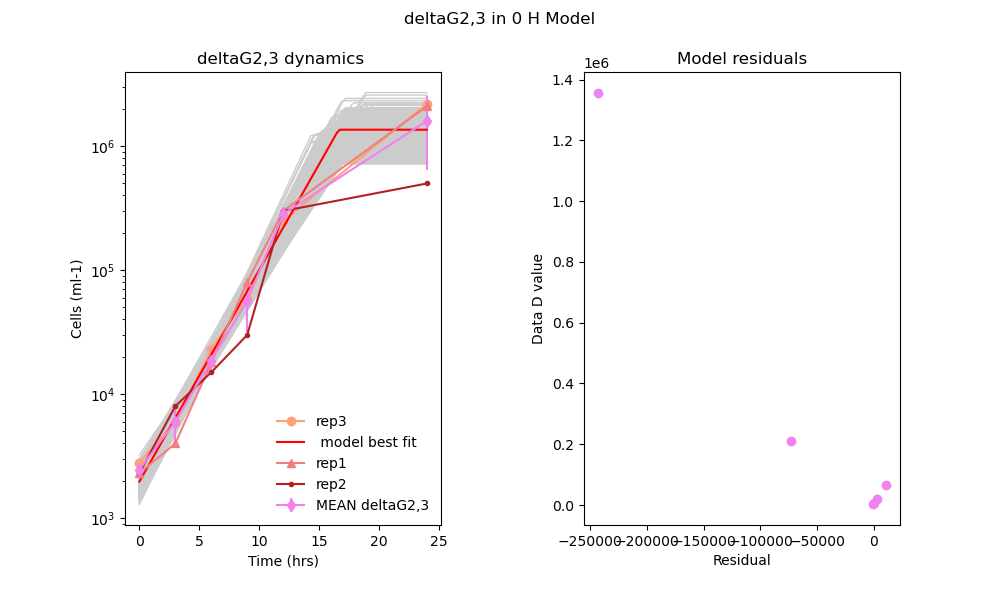 deltaG2,3 in 0 H Model
deltaG2,3 dynamics
Cells (ml-1)
10^6
10^5
10^4
10^3
rep3
model best fit
rep1
rep2
MEAN deltaG2,3
0 5 10 15 20 25
Time (hrs)
Model residuals
1e6
Data D value
1.4
1.2
1.0
0.8
0.6
0.4
0.2
0.0
−250000 −200000 −150000 −100000 −50000 0
Residual